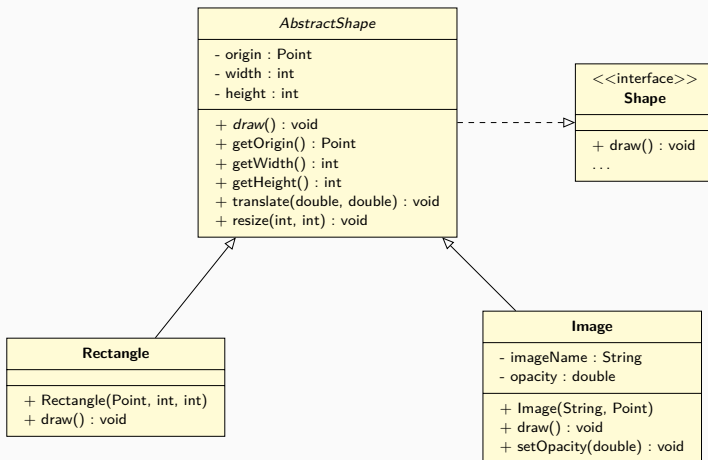 AbstractShape
- origin : Point
- width : int
- height : int
+ draw() : void
+ getOrigin() : Point
+ getWidth() : int
+ getHeight() : int
+ translate(double, double) : void
+ resize(int, int) : void
<<interface>>
Shape
+ draw() : void
...
Rectangle
+ Rectangle(Point, int, int)
+ draw() : void
Image
- imageName : String
- opacity : double
+ Image(String, Point)
+ draw() : void
+ setOpacity(double) : void